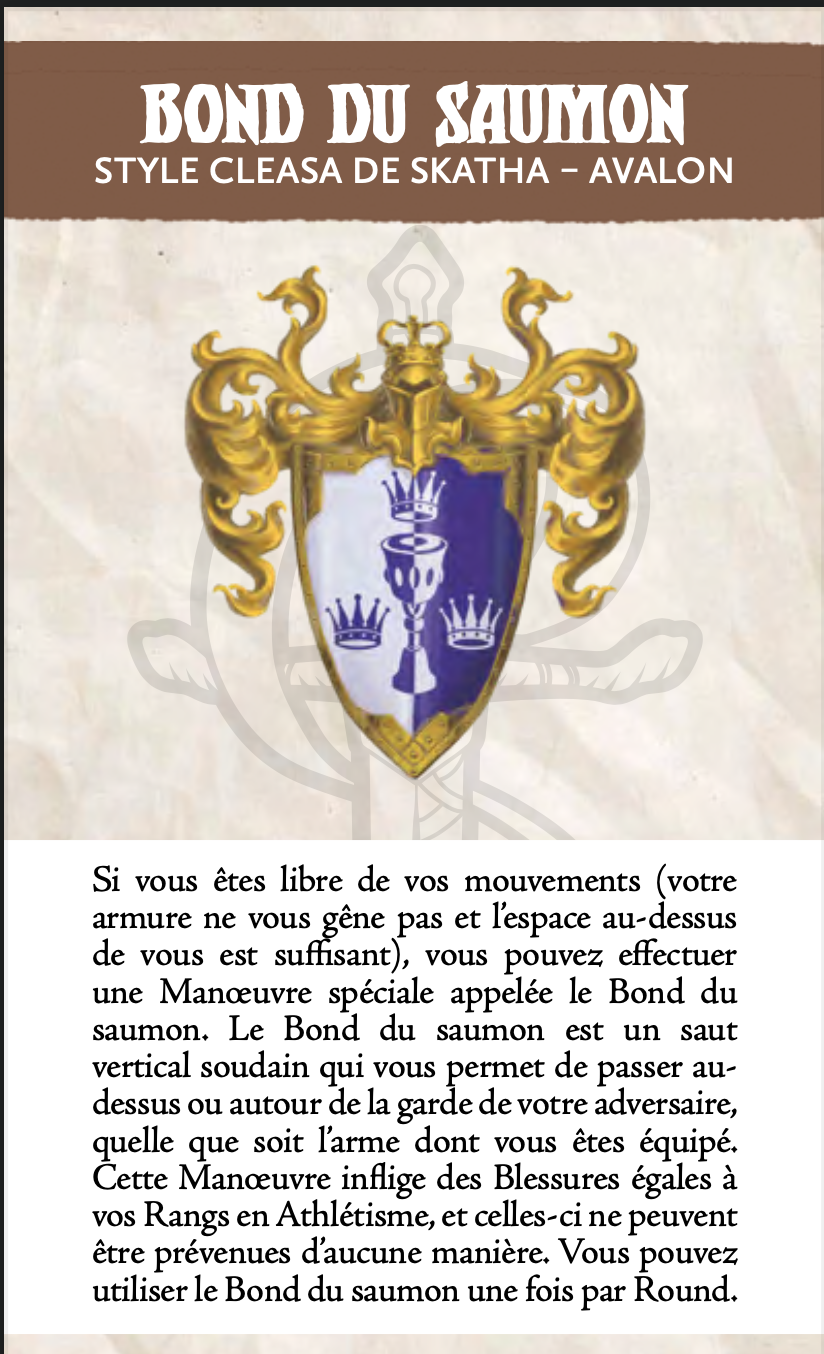 BOND DU SAUMON
STYLE CLEASA DE SKATHA – AVALON
Si vous êtes libre de vos mouvements (votre
armure ne vous gêne pas et l’espace au-dessus
de vous est suffisant), vous pouvez effectuer
une Manœuvre spéciale appelée le Bond du
saumon. Le Bond du saumon est un saut
vertical soudain qui vous permet de passer au-
dessus ou autour de la garde de votre adversaire,
quelle que soit l’arme dont vous êtes équipé.
Cette Manœuvre inflige des Blessures égales à
vos Rangs en Athlétisme, et celles-ci ne peuvent
être prévenues d’aucune manière. Vous pouvez
utiliser le Bond du saumon une fois par Round.